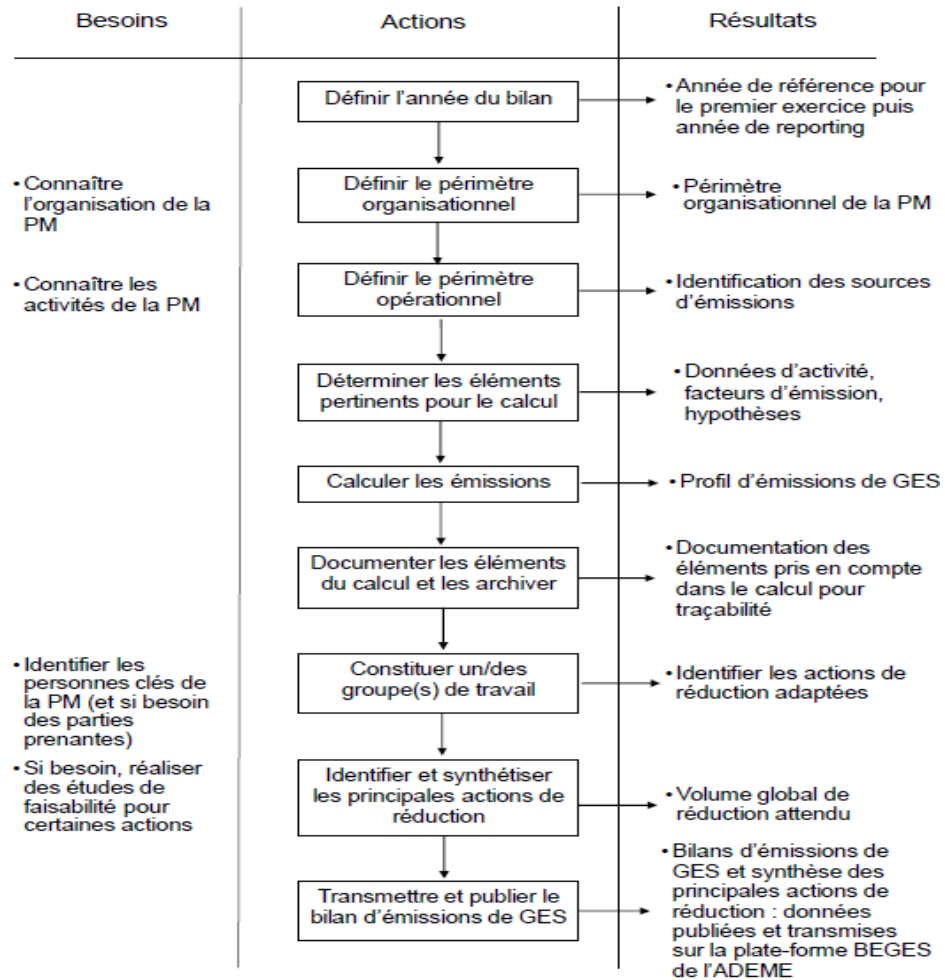 Besoins
Actions
Résultats
Définir l'année du bilan
• Année de référence pour
le premier exercice puis
année de reporting
• Connaître
l'organisation de la
PM
Définir le périmètre
organisationnel
• Périmètre
organisationnel de la PM
• Connaître les
activités de la PM
Définir le périmètre
opérationnel
• Identification des sources
d'émissions
Déterminer les éléments
pertinents pour le calcul
• Données d'activité,
facteurs d'émission,
hypothèses
Calculer les émissions
• Profil d'émissions de GES
Documenter les éléments
du calcul et les archiver
• Documentation des
éléments pris en compte
dans le calcul pour
traçabilité
• Identifier les
personnes clés de
la PM (et si besoin
des parties
prenantes)
Constituer un/des
groupe(s) de travail
• Identifier les actions de
réduction adaptées
• Si besoin, réaliser
des études de
faisabilité pour
certaines actions
Identifier et synthétiser
les principales actions de
réduction
• Volume global de
réduction attendu
Transmettre et publier le
bilan d'émissions de GES
• Bilans d'émissions de
GES et synthèse des
principales actions de
réduction : données
publiées et transmises
sur la plate-forme BEGES
de l'ADEME